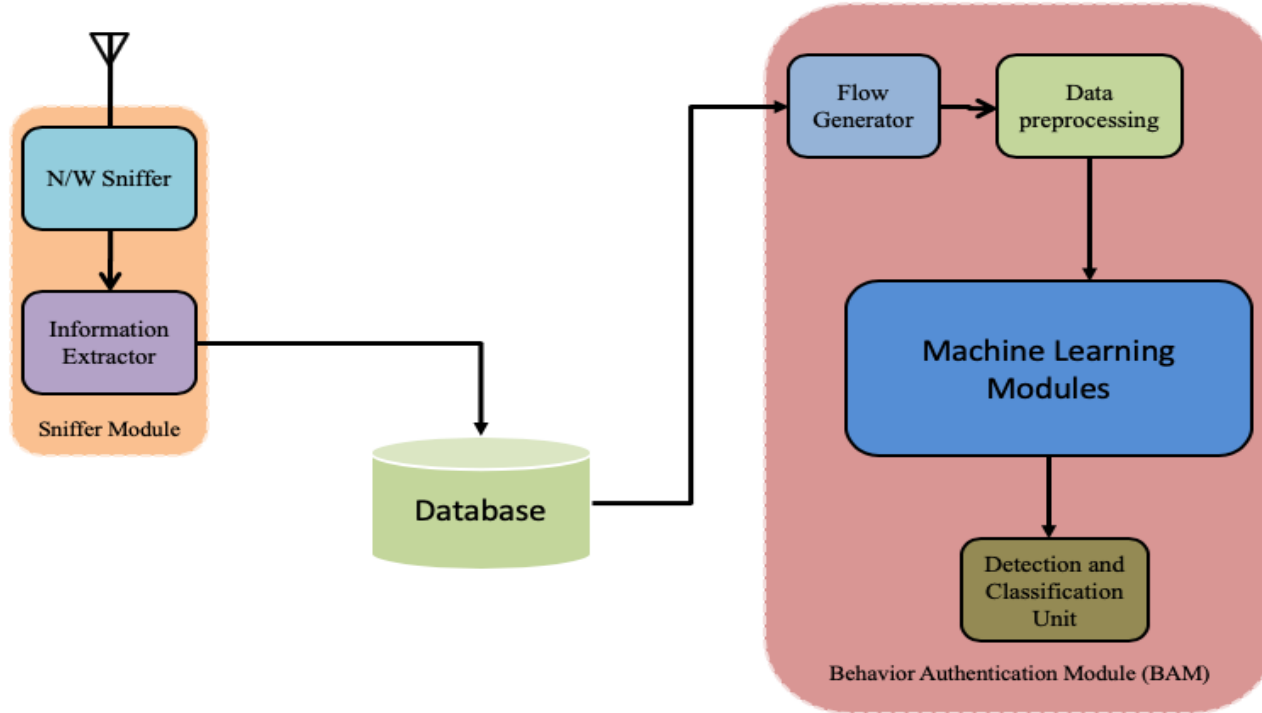 N/W Sniffer
Information
Extractor
Sniffer Module
Database
Flow
Generator
Data
preprocessing
Machine Learning
Modules
Detection and
Classification
Unit
Behavior Authentication Module (BAM)